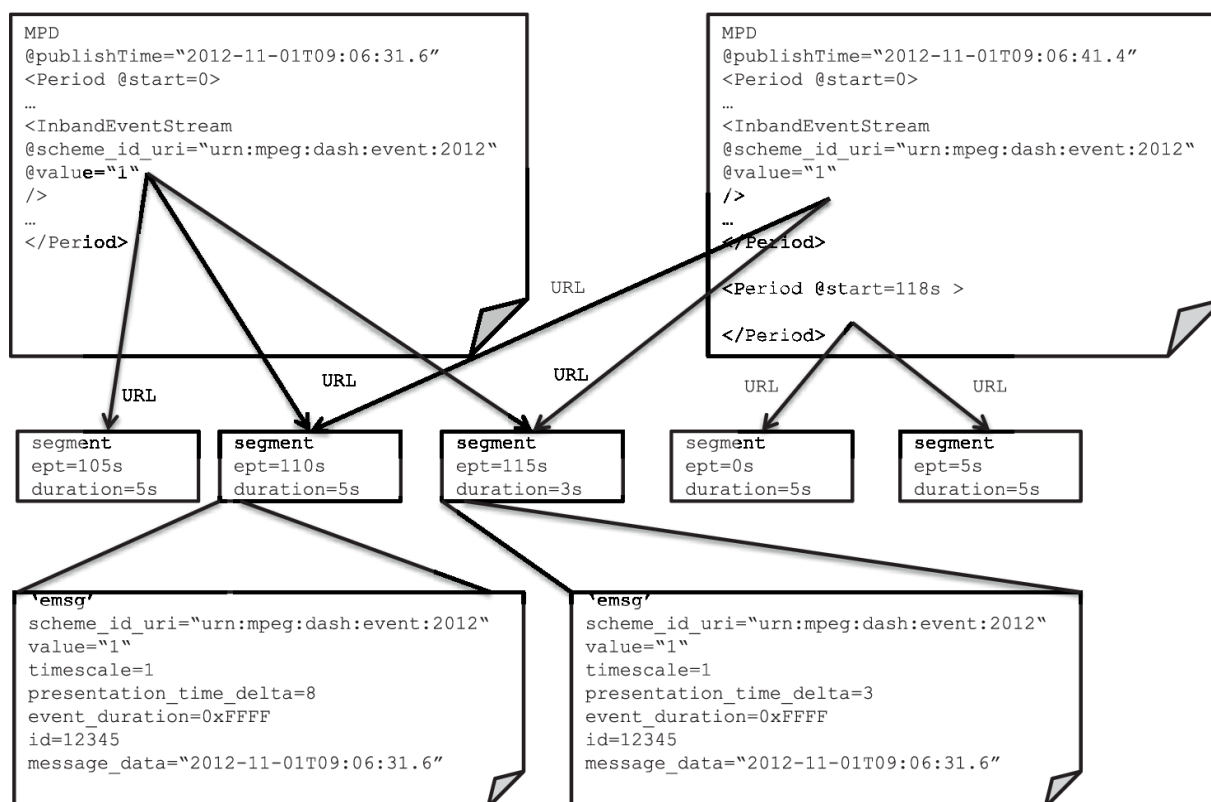 MPD
@publishTime=“2012-11-01T09:06:31.6”
<Period @start=0>
…
<InbandEventStream
@scheme_id_uri=“urn:mpeg:dash:event:2012“
@value=“1“
/>
…
</Period>
MPD
@publishTime=“2012-11-01T09:06:41.4”
<Period @start=0>
…
<InbandEventStream
@scheme_id_uri=“urn:mpeg:dash:event:2012“
@value=“1“
/>
…
</Period>
<Period @start=118s >
</Period>
URL
URL
URL
URL
URL
URL
segment
ept=105s
duration=5s
segment
ept=110s
duration=5s
segment
ept=115s
duration=3s
segment
ept=0s
duration=5s
segment
ept=5s
duration=5s
‘emsg’
scheme_id_uri=“urn:mpeg:dash:event:2012“
value=“1“
timescale=1
presentation_time_delta=8
event_duration=0xFFFF
id=12345
message_data=“2012-11-01T09:06:31.6”
‘emsg’
scheme_id_uri=“urn:mpeg:dash:event:2012“
value=“1“
timescale=1
presentation_time_delta=3
event_duration=0xFFFF
id=12345
message_data=“2012-11-01T09:06:31.6”